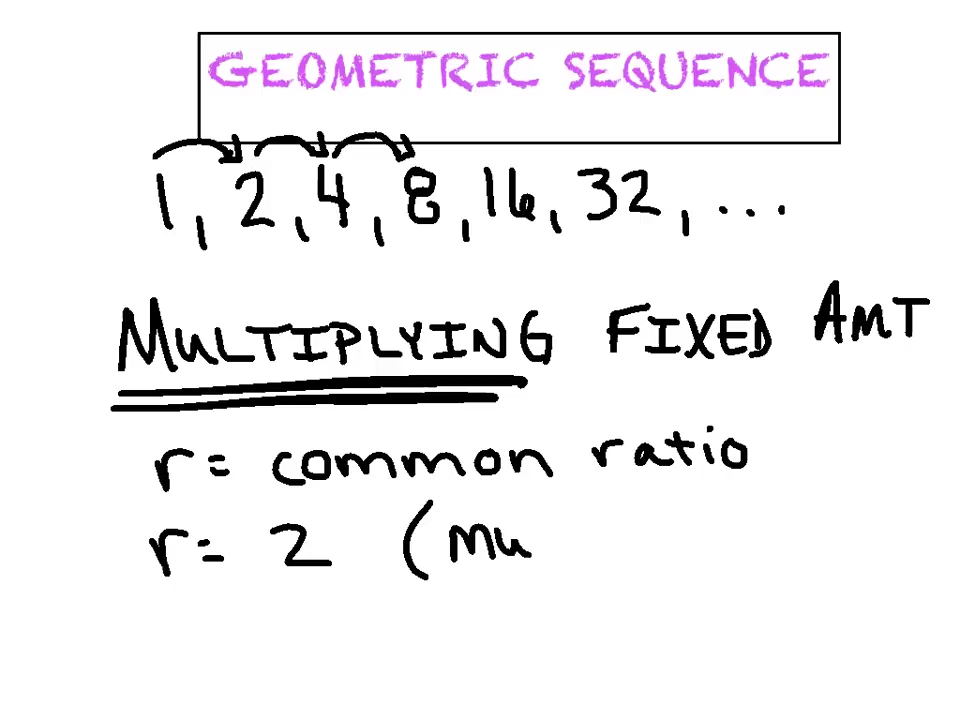 GEOMETRIC SEQUENCE
1, 2, 4, 8, 16, 32, ...
MULTIPLYING FIXED AMT
r= common ratio
r= 2 (mu